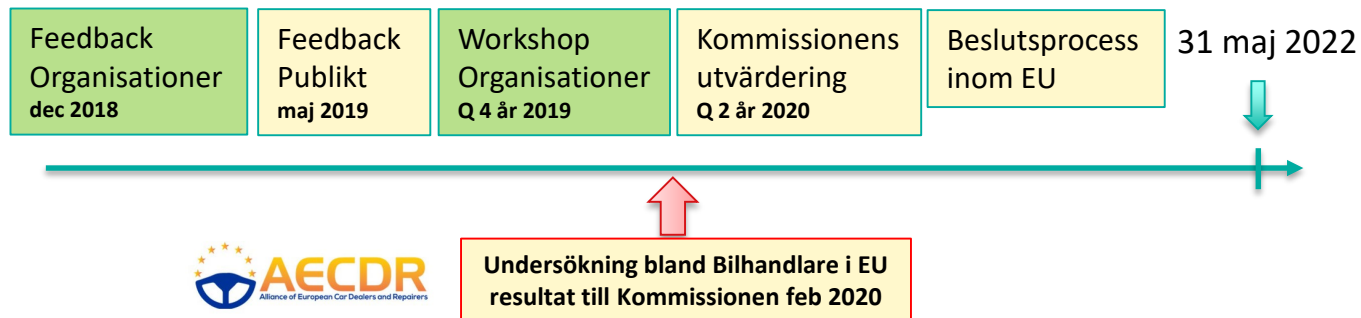 Feedback
Organisationer
dec 2018
Feedback
Publikt
maj 2019
Workshop
Organisationer
Q 4 år 2019
Kommissionens
utvärdering
Q 2 år 2020
Beslutsprocess
inom EU
31 maj 2022
AECDR
Alliance of European Car Dealers and Repairers
Undersökning bland Bilhandlare i EU
resultat till Kommissionen feb 2020